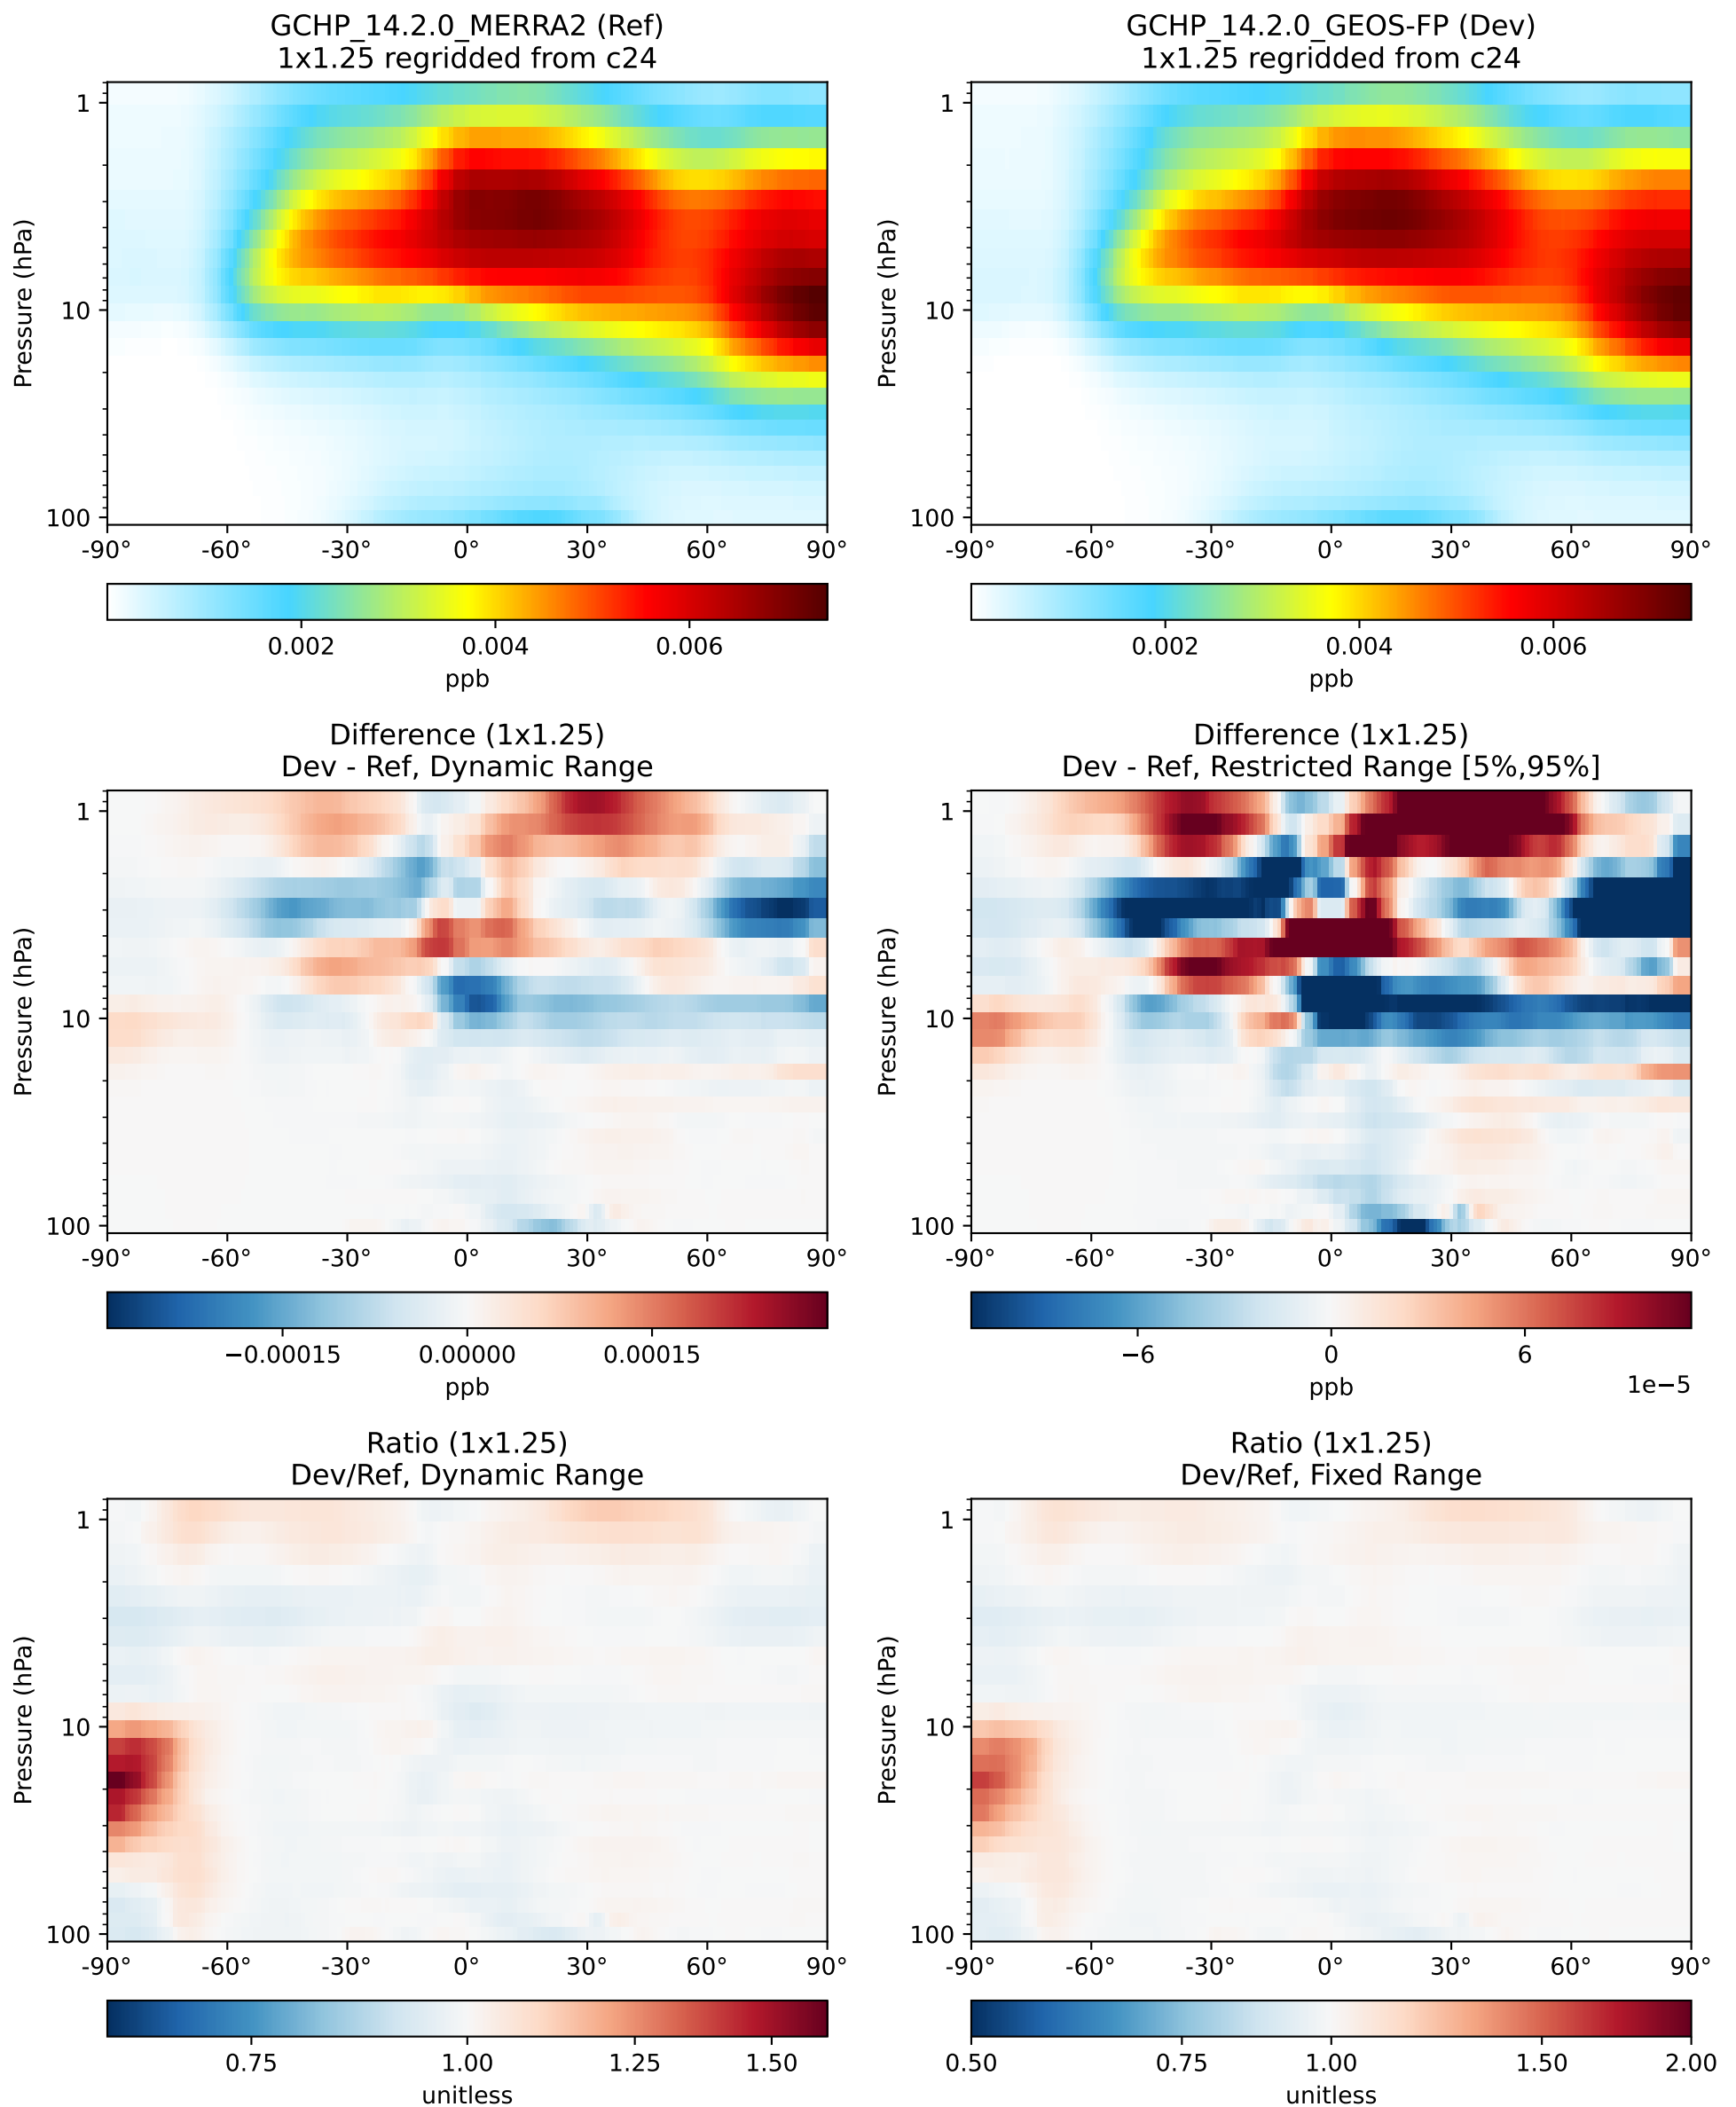 GCHP_14.2.0_MERRA2 (Ref)
1x1.25 regridded from c24
GCHP_14.2.0_GEOS-FP (Dev)
1x1.25 regridded from c24
Pressure (hPa)
1
10
100
-90° -60° -30° 0° 30° 60° 90°
0.002 0.004 0.006
ppb
Pressure (hPa)
1
10
100
-90° -60° -30° 0° 30° 60° 90°
0.002 0.004 0.006
ppb
Difference (1x1.25)
Dev - Ref, Dynamic Range
Difference (1x1.25)
Dev - Ref, Restricted Range [5%,95%]
Pressure (hPa)
1
10
100
-90° -60° -30° 0° 30° 60° 90°
−0.00015 0.00000 0.00015
ppb
Pressure (hPa)
1
10
100
-90° -60° -30° 0° 30° 60° 90°
−6 0 6
1e−5
ppb
Ratio (1x1.25)
Dev/Ref, Dynamic Range
Ratio (1x1.25)
Dev/Ref, Fixed Range
Pressure (hPa)
1
10
100
-90° -60° -30° 0° 30° 60° 90°
0.75 1.00 1.25 1.50
unitless
Pressure (hPa)
1
10
100
-90° -60° -30° 0° 30° 60° 90°
0.50 0.75 1.00 1.50 2.00
unitless